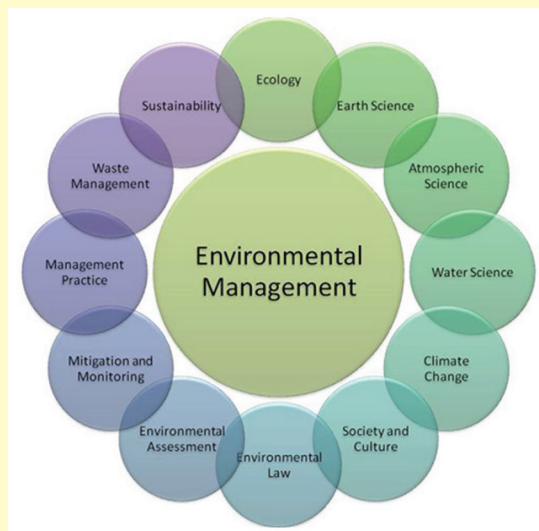 Ecology
Earth Science
Atmospheric
Science
Water Science
Climate
Change
Society and
Culture
Environmental
Law
Environmental
Assessment
Mitigation and
Monitoring
Management
Practice
Waste
Management
Sustainability
Environmental
Management